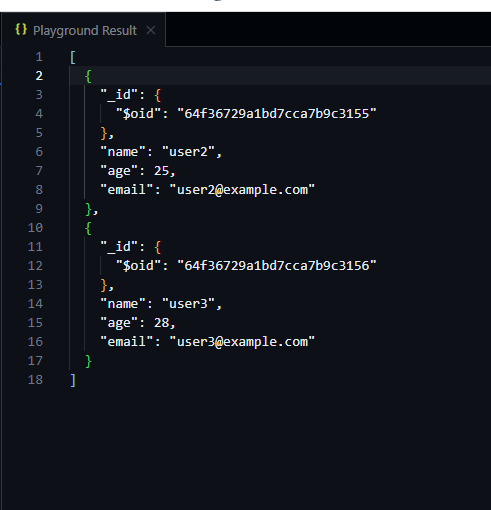 {} Playground Result ×
1 [
2 {
3 "_id": {
4 "$oid": "64f36729a1bd7cca7b9c3155"
5 },
6 "name": "user2",
7 "age": 25,
8 "email": "user2@example.com"
9 },
10 {
11 "_id": {
12 "$oid": "64f36729a1bd7cca7b9c3156"
13 },
14 "name": "user3",
15 "age": 28,
16 "email": "user3@example.com"
17 }
18 ]